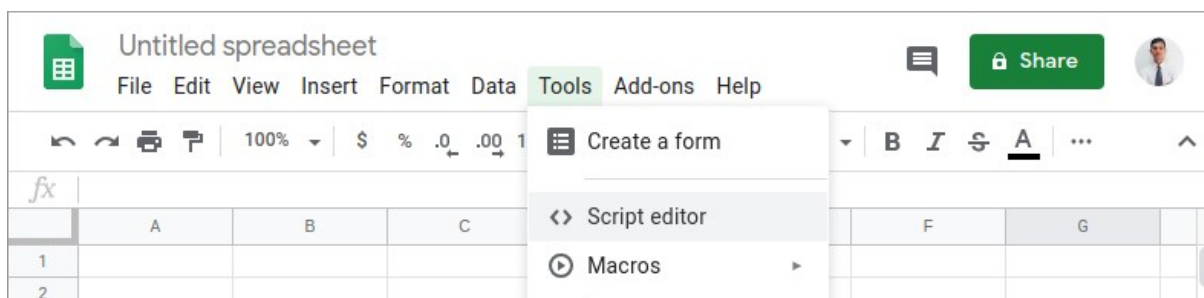 Untitled spreadsheet
File Edit View Insert Format Data Tools Add-ons Help
Share
100% $ % .0 .00 1 B I S A
Create a form
fx
Script editor
A B C F G
1
Macros
2